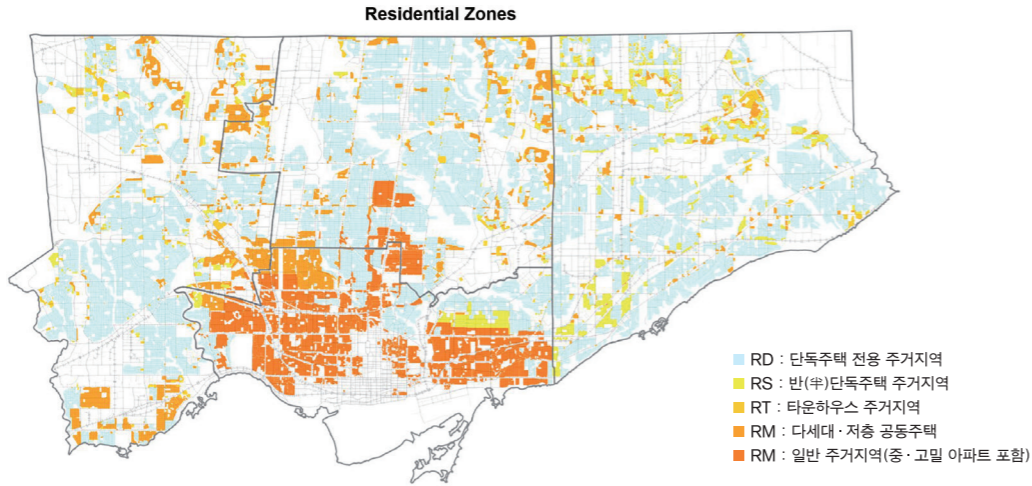 Residential Zones
RD : 단독주택 전용 주거지역
RS : 반(半)단독주택 주거지역
RT : 타운하우스 주거지역
RM : 다세대 · 저층 공동주택
RM : 일반 주거지역(중 · 고밀 아파트 포함)